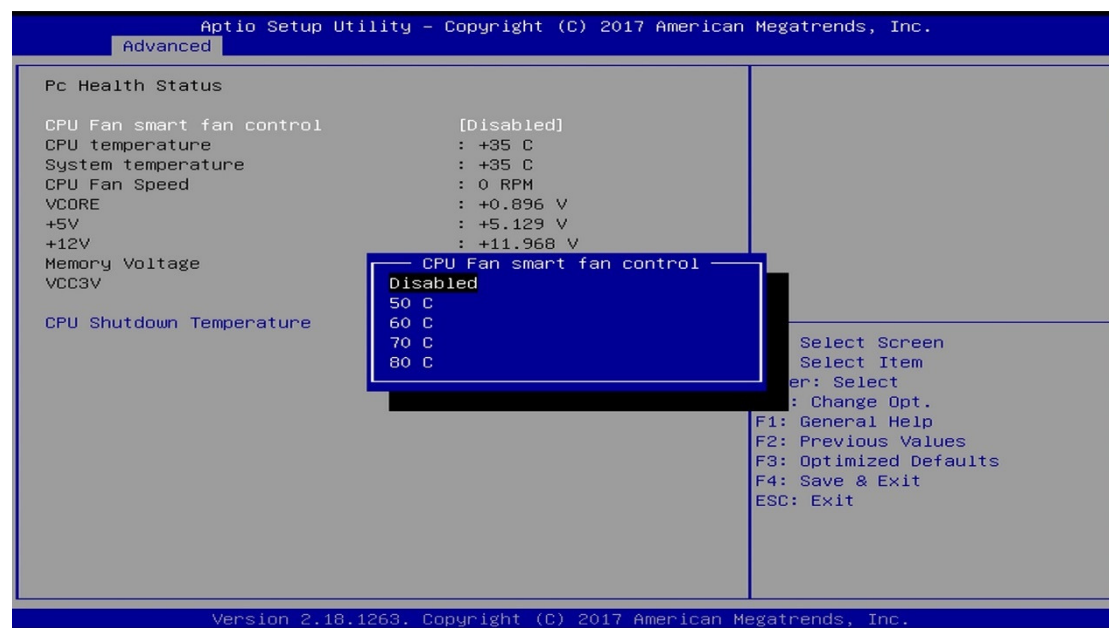 Aptio Setup Utility – Copyright (C) 2017 American Megatrends, Inc.
Advanced
Pc Health Status
CPU Fan smart fan control [Disabled]
CPU temperature : +35 C
System temperature : +35 C
CPU Fan Speed : 0 RPM
VCORE : +0.896 V
+5V : +5.129 V
+12V : +11.968 V
Memory Voltage
VCC3V
CPU Shutdown Temperature
CPU Fan smart fan control
Disabled
50 C
60 C
70 C
80 C
Select Screen
Select Item
er: Select
: Change Opt.
F1: General Help
F2: Previous Values
F3: Optimized Defaults
F4: Save & Exit
ESC: Exit
Version 2.18.1263. Copyright (C) 2017 American Megatrends, Inc.